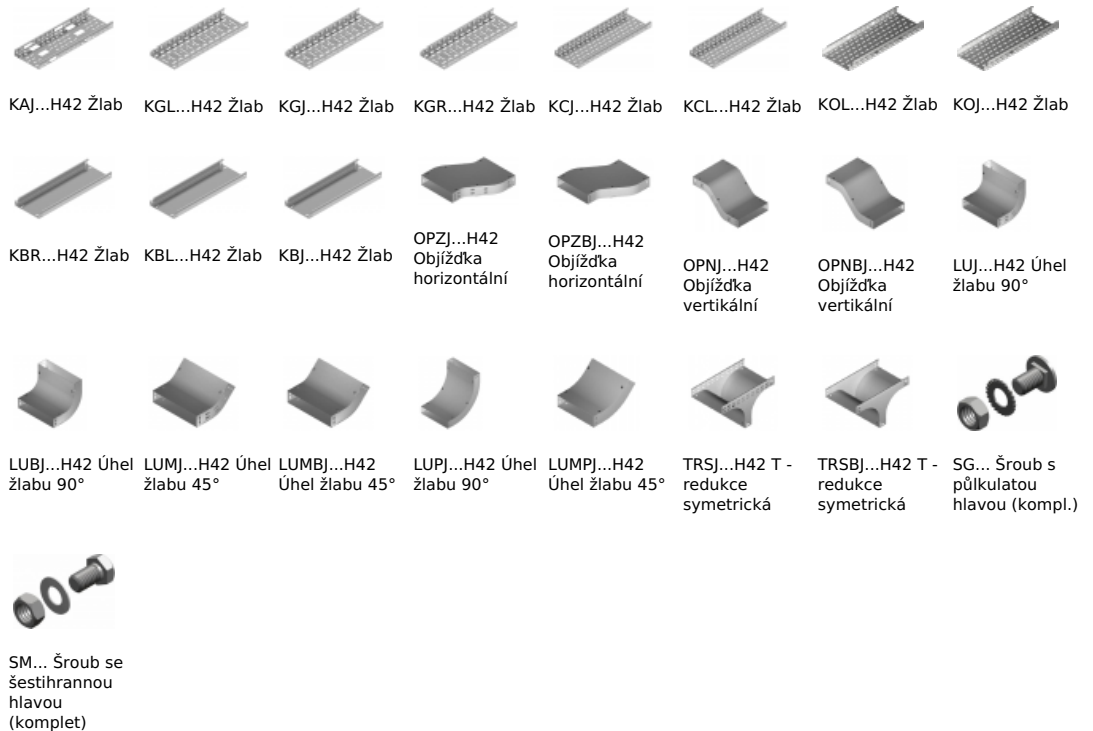 KAJ...H42 Žlab
KGL...H42 Žlab
KGJ...H42 Žlab
KGR...H42 Žlab
KCJ...H42 Žlab
KCL...H42 Žlab
KOL...H42 Žlab
KOJ...H42 Žlab
KBR...H42 Žlab
KBL...H42 Žlab
KBJ...H42 Žlab
OPZJ...H42
Objížďka
horizontální
OPZBJ...H42
Objížďka
horizontální
OPNJ...H42
Objížďka
vertikální
OPNBJ...H42
Objížďka
vertikální
LUJ...H42 Úhel
žlabu 90°
LUBJ...H42 Úhel
žlabu 90°
LUMJ...H42 Úhel
žlabu 45°
LUMBJ...H42
Úhel žlabu 45°
LUPJ...H42 Úhel
žlabu 90°
LUMPJ...H42
Úhel žlabu 45°
TRSJ...H42 T -
redukce
symetrická
TRSBJ...H42 T -
redukce
symetrická
SG... Šroub s
půlkulatou
hlavou (kompl.)
SM... Šroub se
šestihrannou
hlavou
(komplet)